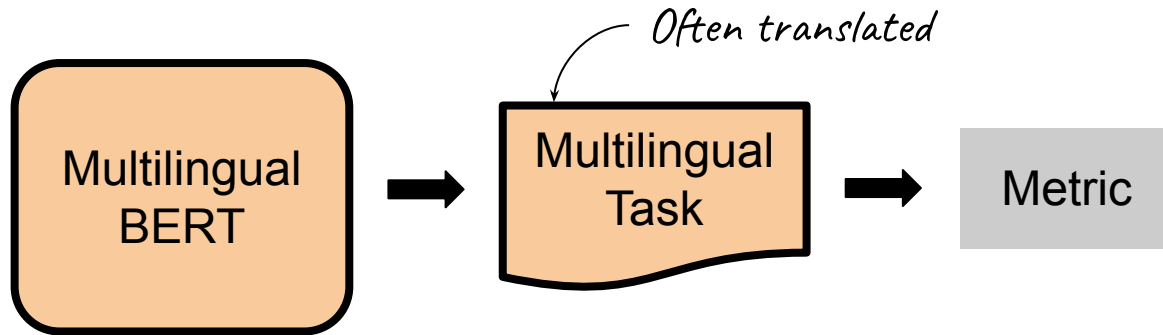 Often translated
Multilingual
BERT
Multilingual
Task
Metric